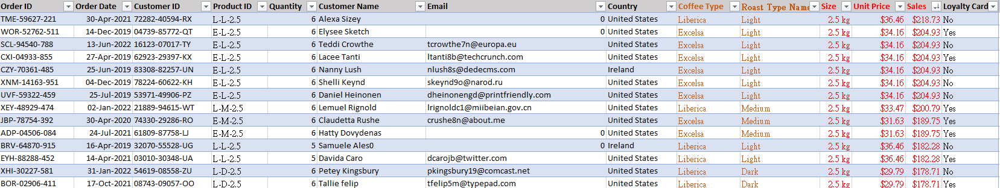 Order ID Order Date Customer ID Product ID Quantity Customer Name Email Country Coffee Type Roast Type Name Size Unit Price Sales Loyalty Card
TME-59627-221 30-Apr-2021 72282-40594-RX L-L-2.5 6 Alexa Sizey 0 United States Liberica Light 2.5 kg $36.46 $218.73 No
WOR-52762-511 14-Dec-2019 04739-85772-QT E-L-2.5 6 Elysee Sketch 0 United States Excelsa Light 2.5 kg $34.16 $204.93 Yes
SCL-94540-788 13-Jun-2022 16123-07017-TY E-L-2.5 6 Teddi Crowthe tcrowthe7n@europa.eu United States Excelsa Light 2.5 kg $34.16 $204.93 No
CXI-04933-855 27-Apr-2019 62923-29397-KX E-L-2.5 6 Lacee Tanti ltanti8b@techcrunch.com United States Excelsa Light 2.5 kg $34.16 $204.93 Yes
CZY-70361-485 25-Jun-2019 83308-82257-UN E-L-2.5 6 Nanny Lush nlush8s@dedecms.com Ireland Excelsa Light 2.5 kg $34.16 $204.93 No
XNM-14163-951 04-Dec-2019 78224-60622-KH E-L-2.5 6 Shelli Keynd skeynd9o@narod.ru United States Excelsa Light 2.5 kg $34.16 $204.93 No
UVF-59322-459 25-Jul-2019 53971-49906-PZ E-L-2.5 6 Daniel Heinonen dheinonengd@printfriendly.com United States Excelsa Light 2.5 kg $34.16 $204.93 No
XEY-48929-474 02-Jan-2022 21889-94615-WT L-M-2.5 6 Lemuel Rignold lrignoldc1@miibeian.gov.cn United States Liberica Medium 2.5 kg $33.47 $200.79 Yes
JBP-78754-392 30-Apr-2020 74330-29286-RO E-M-2.5 6 Claudetta Rushe crushe8n@about.me United States Excelsa Medium 2.5 kg $31.63 $189.75 Yes
ADP-04506-084 24-Jul-2021 61809-87758-LJ E-M-2.5 6 Hatty Dovydenas 0 United States Excelsa Medium 2.5 kg $31.63 $189.75 Yes
BRV-64870-915 16-Apr-2019 32070-55528-UG L-L-2.5 5 Samuele Ales0 0 Ireland Liberica Light 2.5 kg $36.46 $182.28 No
EYH-88288-452 14-Apr-2021 03010-30348-UA L-L-2.5 5 Davida Caro dcarojb@twitter.com United States Liberica Light 2.5 kg $36.46 $182.28 Yes
XHI-30227-581 31-Jan-2022 54619-08558-ZU L-D-2.5 6 Petey Kingsbury pkingsbury19@comcast.net United States Liberica Dark 2.5 kg $29.79 $178.71 No
BOR-02906-411 17-Oct-2021 08743-09057-OO L-D-2.5 6 Tallie felip tfelip5m@typepad.com United States Liberica Dark 2.5 kg $29.79 $178.71 Yes